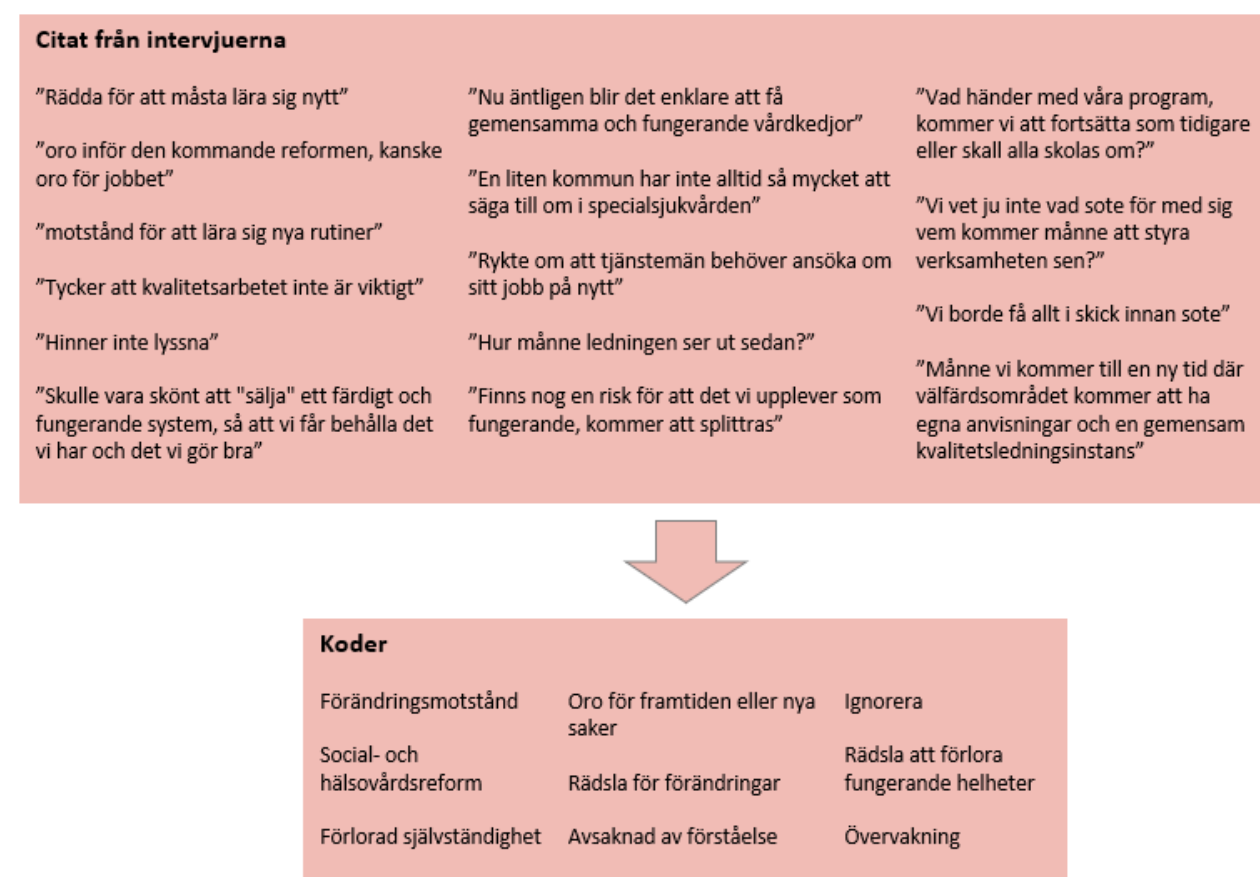 Citat från intervjuerna
”Rädda för att måsta lära sig nytt”
”oro inför den kommande reformen, kanske
oro för jobbet”
”motstånd för att lära sig nya rutiner”
”Tycker att kvalitetsarbetet inte är viktigt”
”Hinner inte lyssna”
”Skulle vara skönt att "sälja" ett färdigt och
fungerande system, så att vi får behålla det
vi har och det vi gör bra”
”Nu äntligen blir det enklare att få
gemensamma och fungerande vårdkedjor”
”En liten kommun har inte alltid så mycket att
säga till om i specialsjukvården”
”Rykte om att tjänstemän behöver ansöka om
sitt jobb på nytt”
”Hur månne ledningen ser ut sedan?”
”Finns nog en risk för att det vi upplever som
fungerande, kommer att splittras”
”Vad händer med våra program,
kommer vi att fortsätta som tidigare
eller skall alla skolas om?”
”Vi vet ju inte vad sote för med sig
vem kommer månne att styra
verksamheten sen?”
”Vi borde få allt i skick innan sote”
”Månne vi kommer till en ny tid där
välfärdsområdet kommer att ha
egna anvisningar och en gemensam
kvalitetsledningsinstans”
Koder
Förändringsmotstånd
Social- och
hälsovårdsreform
Förlorad självständighet
Oro för framtiden eller nya
saker
Rädsla för förändringar
Avsaknad av förståelse
Ignorera
Rädsla att förlora
fungerande helheter
Övervakning